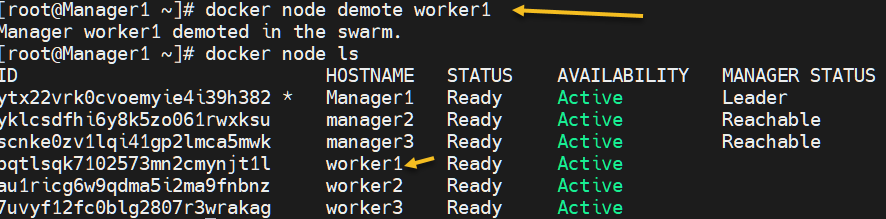 [root@Manager1 ~]# docker node demote worker1
Manager worker1 demoted in the swarm.
[root@Manager1 ~]# docker node ls
ID HOSTNAME STATUS AVAILABILITY MANAGER STATUS
ytx22vrk0cvoemyie4i39h382 * Manager1 Ready Active Leader
yklcsdfhi6y8k5zo061rwxksu manager2 Ready Active Reachable
scnke0zv1lqi41gp2lmca5mwk manager3 Ready Active Reachable
pqtlsqk7102573mn2cmynjt1l worker1 Ready Active
au1ricg6w9qdma5i2ma9fnbnz worker2 Ready Active
7uvyf12fc0blg2807r3wrakag worker3 Ready Active